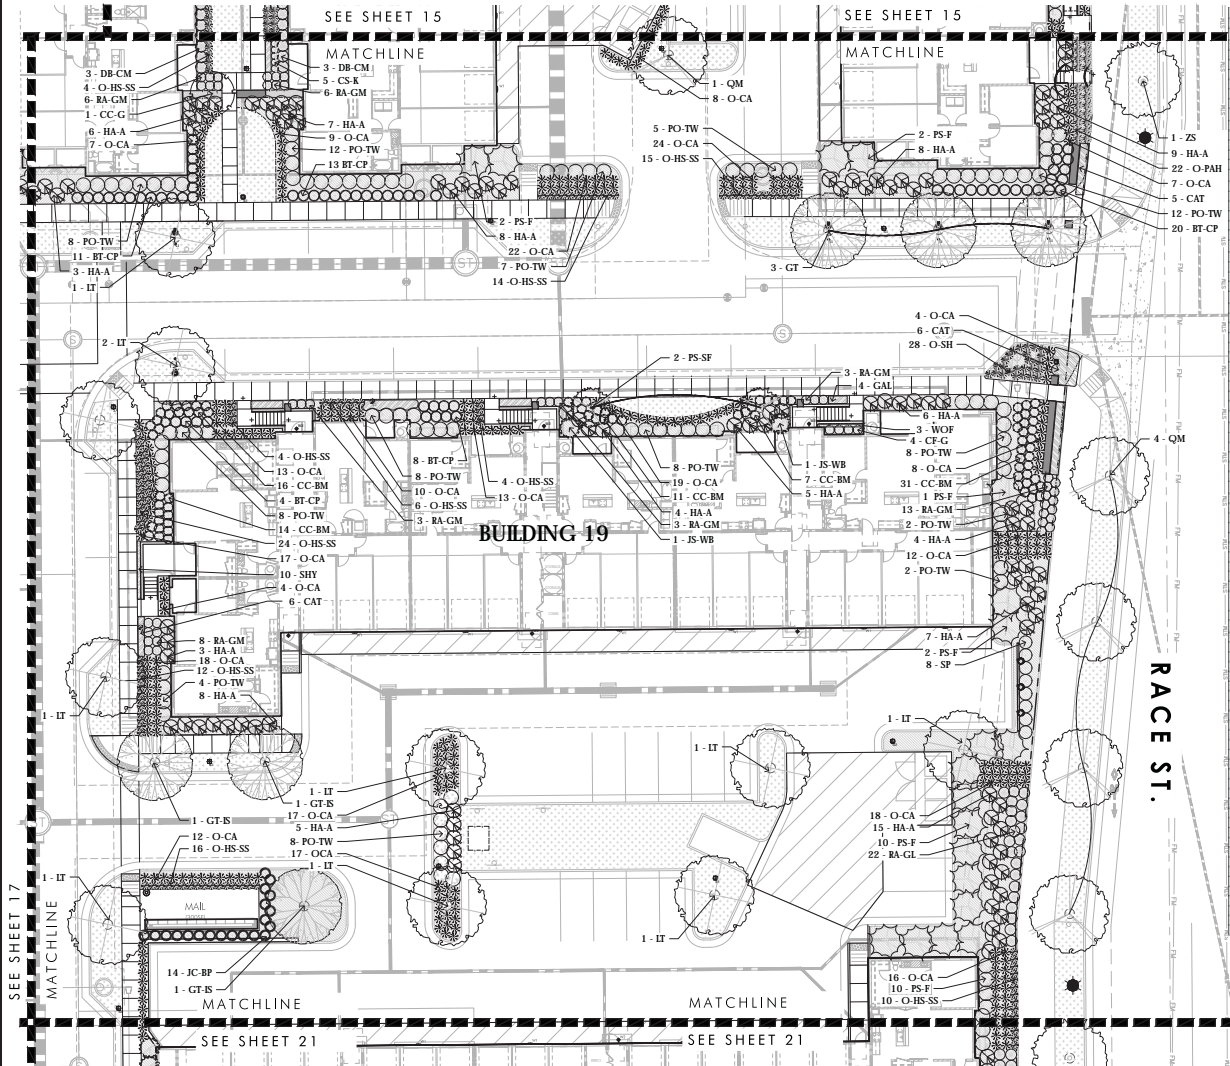 SEE SHEET 15
SEE SHEET 15
MATCHLINE
MATCHLINE
3 - DB-CM
4 - O-HS-SS
6- RA-GM
1 - CC-G
6 - HA-A
7 - O-CA
3 - DB-CM
5 - CS-K
6- RA-GM
7 - HA-A
9 - O-CA
12 - PO-TW
13 BT-CP
1 - QM
8 - O-CA
5 - PO-TW
24 - O-CA
15 - O-HS-SS
2 - PS-F
8 - HA-A
1 - ZS
9 - HA-A
22 - O-PAH
7 - O-CA
5 - CAT
12 - PO-TW
20 - BT-CP
8 - PO-TW
11 - BT-CP
3 - HA-A
1 - LT
2 - PS-F
8 - HA-A
22 - O-CA
7 - PO-TW
14 -O-HS-SS
ST
3 - GT
S
S
2 - LT
2 - PS-SF
4 - O-CA
6 - CAT
28 - O-SH
3 - RA-GM
4 - GAL
6 - HA-A
3 - WOF
4 - CF-G
8 - PO-TW
8 - O-CA
31 - CC-BM
1 PS-F
13 - RA-GM
2 - PO-TW
4 - HA-A
12 - O-CA
2 - PO-TW
4 - QM
4 - O-HS-SS
13 - O-CA
16 - CC-BM
4 - BT-CP
8 - PO-TW
14 - CC-BM
24 - O-HS-SS
17 - O-CA
10 - SHY
4 - O-CA
6 - CAT
8 - BT-CP
8 - PO-TW
10 - O-CA
6 - O-HS-SS
3 - RA-GM
4 - O-HS-SS
13 - O-CA
8 - PO-TW
19 - O-CA
11 - CC-BM
4 - HA-A
3 - RA-GM
1 - JS-WB
1 - JS-WB
7 - CC-BM
5 - HA-A
BUILDING 19
8 - RA-GM
3 - HA-A
18 - O-CA
12 - O-HS-SS
4 - PO-TW
8 - HA-A
7 - HA-A
2 - PS-F
8 - SP
RACE ST.
1 - LT
1 - LT
1 - LT
1 - LT
1 - GT-IS
17 - O-CA
5 - HA-A
8- PO-TW
17 - OCA
1 - LT
1 - GT-IS
12 - O-CA
16 - O-HS-SS
18 - O-CA
15 - HA-A
10 - PS-F
22 - RA-GL
1 - LT
MAIL
1 - LT
14 - JC-BP
1 - GT-IS
16 - O-CA
10 - PS-F
10 - O-HS-SS
SEE SHEET 17
MATCHLINE
MATCHLINE
MATCHLINE
SEE SHEET 21
SEE SHEET 21